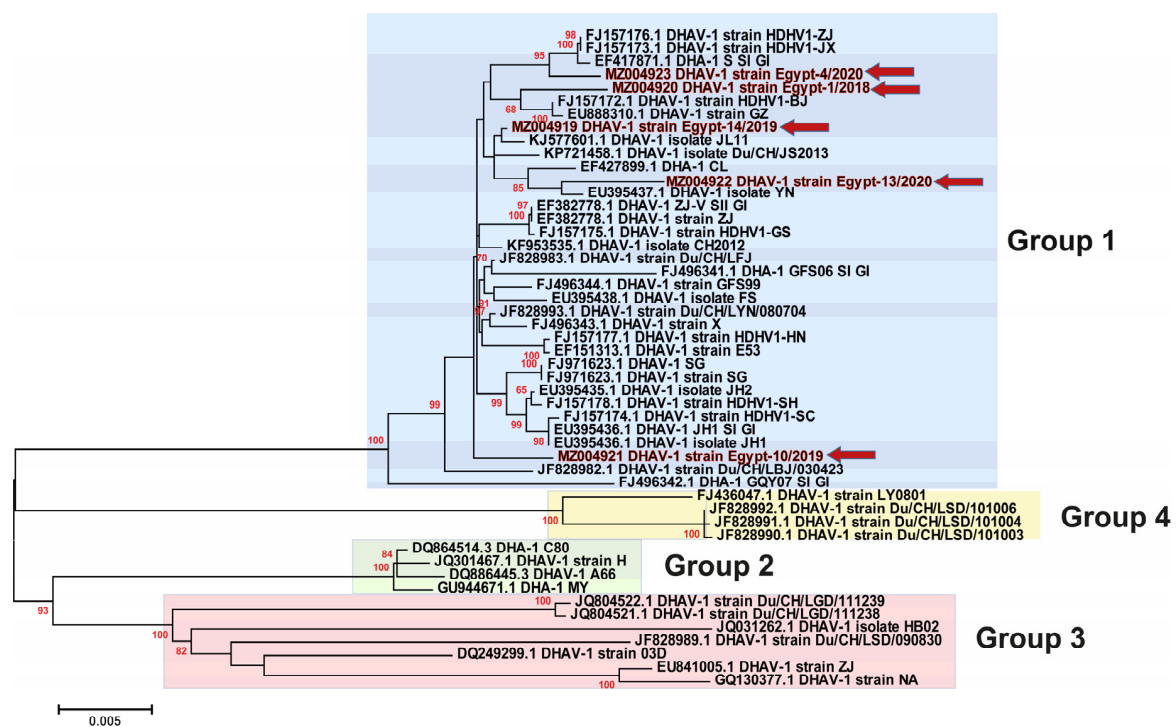 98
FJ157176.1 DHAV-1 strain HDHV1-ZJ
100
FJ157173.1 DHAV-1 strain HDHV1-JX
95
EF417871.1 DHA-1 S SI GI
MZ004923 DHAV-1 strain Egypt-4/2020
MZ004920 DHAV-1 strain Egypt-1/2018
68
FJ157172.1 DHAV-1 strain HDHV1-BJ
100
EU888310.1 DHAV-1 strain GZ
MZ004919 DHAV-1 strain Egypt-14/2019
KJ577601.1 DHAV-1 isolate JL11
KP721458.1 DHAV-1 isolate Du/CH/JS2013
EF427899.1 DHA-1 CL
MZ004922 DHAV-1 strain Egypt-13/2020
85
EU395437.1 DHAV-1 isolate YN
97
EF382778.1 DHAV-1 ZJ-V SII GI
100
EF382778.1 DHAV-1 strain ZJ
FJ157175.1 DHAV-1 strain HDHV1-GS
Group 1
KF953535.1 DHAV-1 isolate CH2012
70
JF828983.1 DHAV-1 strain Du/CH/LFJ
FJ496341.1 DHA-1 GFS06 SI GI
FJ496344.1 DHAV-1 strain GFS99
91
EU395438.1 DHAV-1 isolate FS
97
JF828993.1 DHAV-1 strain Du/CH/LYN/080704
FJ496343.1 DHAV-1 strain X
FJ157177.1 DHAV-1 strain HDHV1-HN
100
EF151313.1 DHAV-1 strain E53
100
FJ971623.1 DHAV-1 SG
FJ971623.1 DHAV-1 strain SG
65
EU395435.1 DHAV-1 isolate JH2
99
FJ157178.1 DHAV-1 strain HDHV1-SH
99
FJ157174.1 DHAV-1 strain HDHV1-SC
99
EU395436.1 DHAV-1 JH1 SI GI
98
EU395436.1 DHAV-1 isolate JH1
100
MZ004921 DHAV-1 strain Egypt-10/2019
JF828982.1 DHAV-1 strain Du/CH/LBJ/030423
FJ496342.1 DHA-1 GQY07 SI GI
FJ436047.1 DHAV-1 strain LY0801
JF828992.1 DHAV-1 strain Du/CH/LSD/101006
Group 4
100
JF828991.1 DHAV-1 strain Du/CH/LSD/101004
100
JF828990.1 DHAV-1 strain Du/CH/LSD/101003
84
DQ864514.3 DHA-1 C80
100
JQ301467.1 DHAV-1 strain H
Group 2
DQ886445.3 DHAV-1 A66
GU944671.1 DHA-1 MY
93
100
JQ804522.1 DHAV-1 strain Du/CH/LGD/111239
JQ804521.1 DHAV-1 strain Du/CH/LGD/111238
100
JQ031262.1 DHAV-1 isolate HB02
Group 3
82
JF828989.1 DHAV-1 strain Du/CH/LSD/090830
DQ249299.1 DHAV-1 strain 03D
EU841005.1 DHAV-1 strain ZJ
100
GQ130377.1 DHAV-1 strain NA
0.005